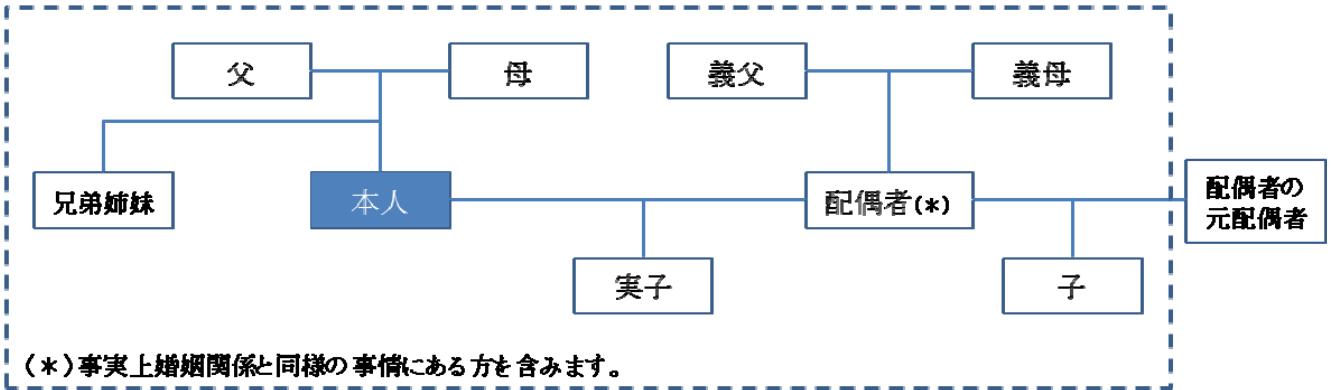 父
母
義父
義母
兄弟姉妹
本人
配偶者(*)
配偶者の
元配偶者
実子
子
(*)事実上婚姻関係と同様の事情にある方を含みます。